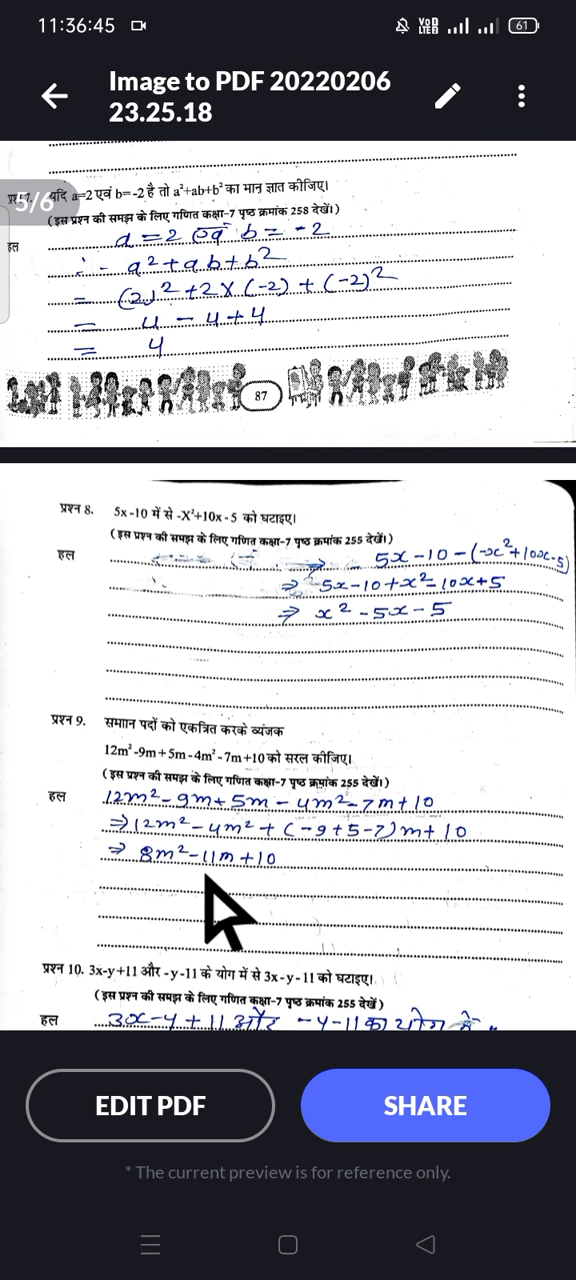 11:36:45
VoD LTE2
61
Image to PDF 20220206
23.25.18
5/6
यदि a=2 एवं b=-2 है तो a²+ab+b² का मान ज्ञात कीजिए।
(इस प्रश्न की समझ के लिए गणित कक्षा-7 पृष्ठ क्रमांक 258 देखें।)
हल
a = 2 एवं b = -2
∴ - a² + ab + b²
= (2)² + 2 X (-2) + (-2)²
= 4 - 4 + 4
= 4
87
प्रश्न 8. 5x -10 में से -X²+10x - 5 को घटाइए।
(इस प्रश्न की समझ के लिए गणित कक्षा-7 पृष्ठ क्रमांक 255 देखें।)
हल 5x -10 - (-x² + 10x - 5)
⇒ 5x - 10 + x² - 10x + 5
⇒ x² - 5x - 5
प्रश्न 9. समाान पदों को एकत्रित करके व्यंजक
12m² -9m + 5m - 4m² - 7m +10 को सरल कीजिए।
(इस प्रश्न की समझ के लिए गणित कक्षा-7 पृष्ठ क्रमांक 255 देखें।)
हल 12m² - 9m + 5m - 4m² - 7m + 10
⇒ 12m² - 4m² + (-9 + 5 - 7)m + 10
⇒ 8m² - 11m + 10
प्रश्न 10. 3x-y+11 और -y -11 के योग में से 3x-y-11 को घटाइए।
(इस प्रश्न की समझ के लिए गणित कक्षा-7 पृष्ठ क्रमांक 255 देखें)
हल 3x - y + 11 और - y - 11 का योग
EDIT PDF
SHARE
* The current preview is for reference only.